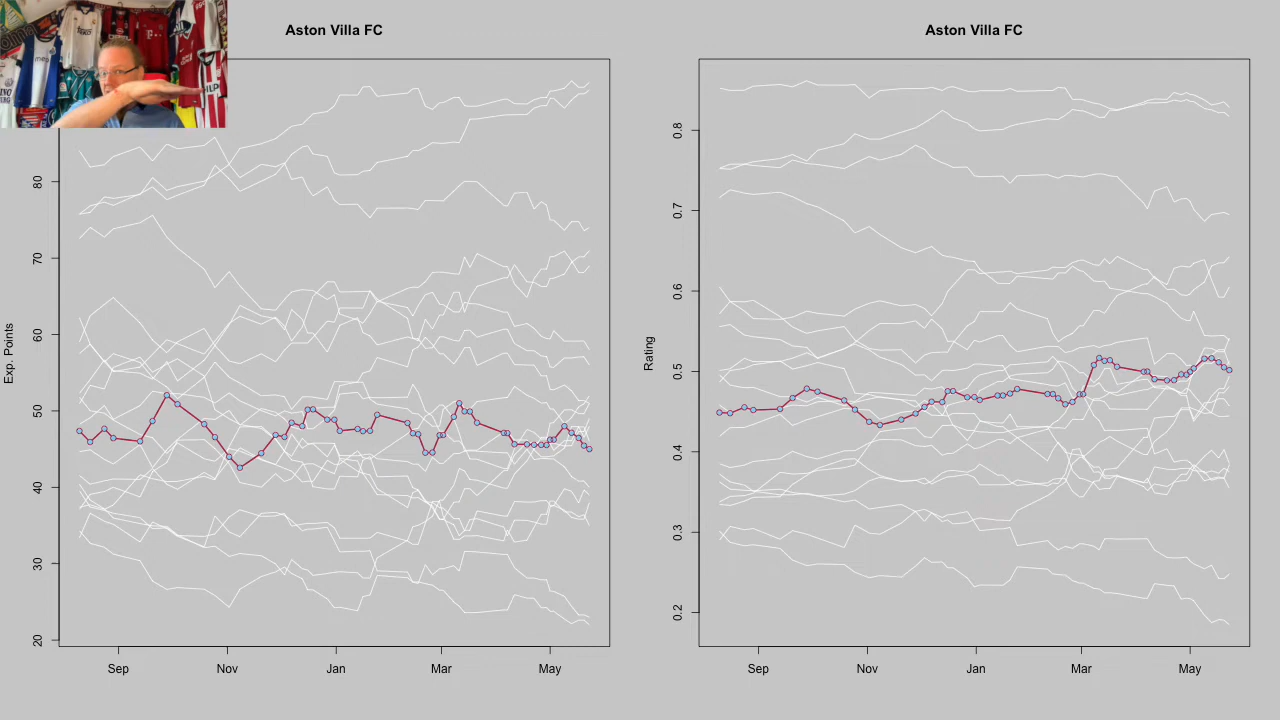 Aston Villa FC
Aston Villa FC
Exp. Points
80
70
60
50
40
30
20
Sep
Nov
Jan
Mar
May
Rating
0.8
0.7
0.6
0.5
0.4
0.3
0.2
Sep
Nov
Jan
Mar
May